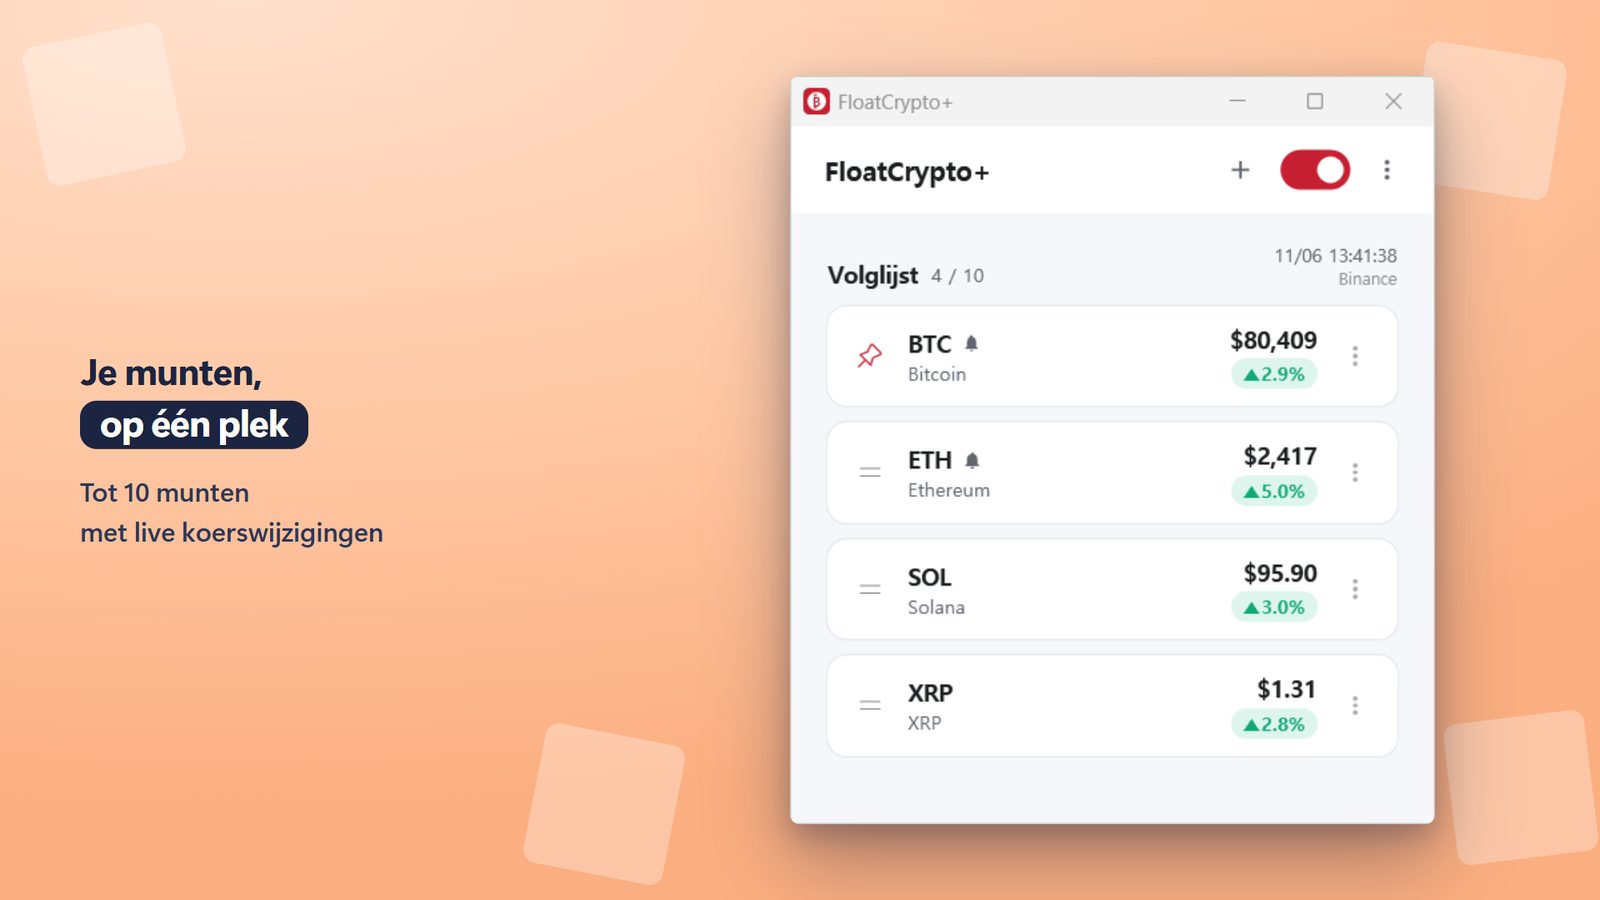 Je munten,
op één plek
Tot 10 munten
met live koerswijzigingen
FloatCrypto+
FloatCrypto+
11/06 13:41:38
Volglijst 4 / 10
Binance
BTC
$80,409
Bitcoin
▲2.9%
ETH
$2,417
Ethereum
▲5.0%
SOL
$95.90
Solana
▲3.0%
XRP
$1.31
XRP
▲2.8%